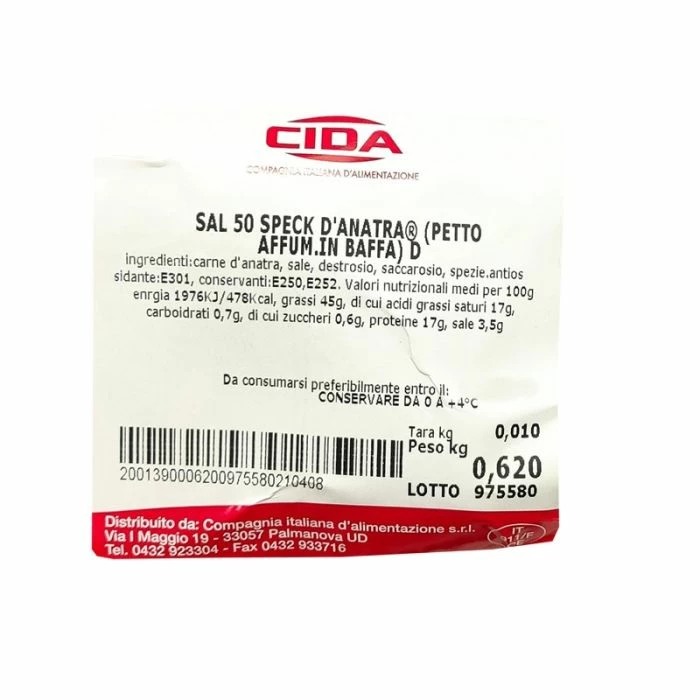 CIDA
COMPAGNIA ITALIANA D'ALIMENTAZIONE
SAL 50 SPECK D'ANATRA® (PETTO
AFFUM.IN BAFFA) D
ingredienti:carne d'anatra, sale, destrosio, saccarosio, spezie.antios
sidante:E301, conservanti:E250,E252. Valori nutrizionali medi per 100g
enrgia 1976KJ/478Kcal, grassi 45g, di cui acidi grassi saturi 17g,
carboidrati 0,7g, di cui zuccheri 0,6g, proteine 17g, sale 3,5g
Da consumarsi preferibilmente entro il:
CONSERVARE DA 0 A +4°C
Tara kg 0,010
Peso kg 0,620
LOTTO 975580
2001390006200975580210408
Distribuito da: Compagnia italiana d'alimentazione s.r.l.
Via I Maggio 19 - 33057 Palmanova UD
Tel. 0432 923304 - Fax 0432 933716
IT